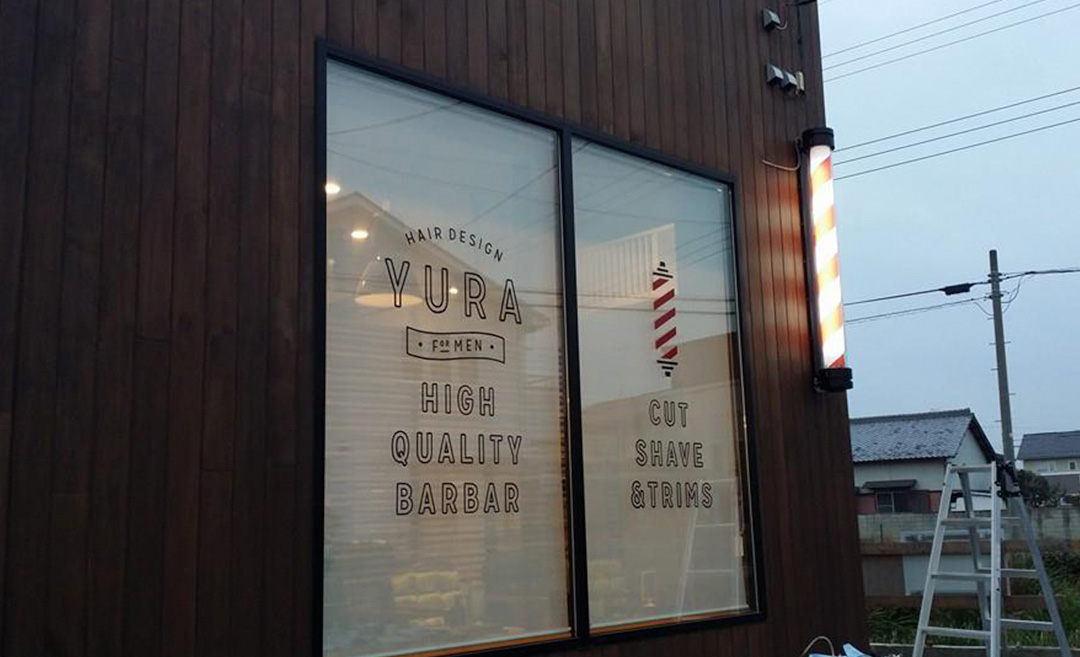 HAIR DESIGN
YURA
• FOR MEN •
HIGH
QUALITY
BARBAR
CUT
SHAVE
&TRIMS